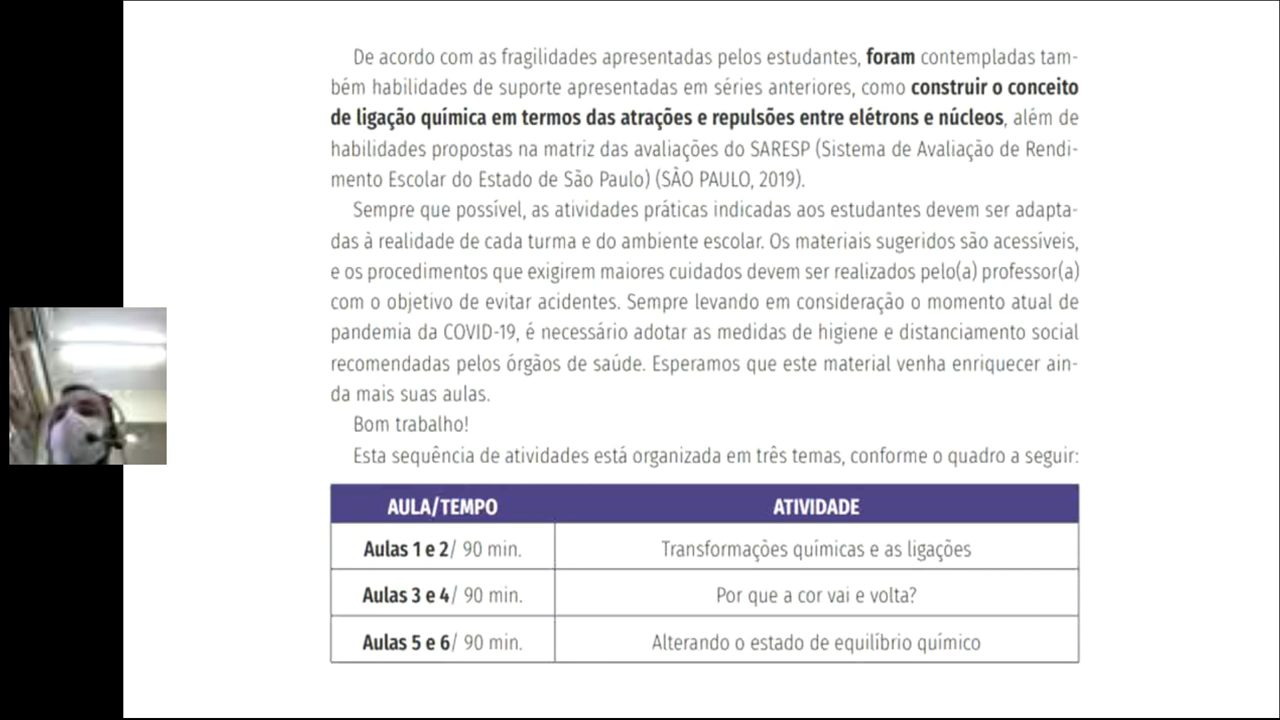 De acordo com as fragilidades apresentadas pelos estudantes, foram contempladas tam-
bém habilidades de suporte apresentadas em séries anteriores, como construir o conceito
de ligação química em termos das atrações e repulsões entre elétrons e núcleos, além de
habilidades propostas na matriz das avaliações do SARESP (Sistema de Avaliação de Rendi-
mento Escolar do Estado de São Paulo) (SÃO PAULO, 2019).
Sempre que possível, as atividades práticas indicadas aos estudantes devem ser adapta-
das à realidade de cada turma e do ambiente escolar. Os materiais sugeridos são acessíveis,
e os procedimentos que exigirem maiores cuidados devem ser realizados pelo(a) professor(a)
com o objetivo de evitar acidentes. Sempre levando em consideração o momento atual de
pandemia da COVID-19, é necessário adotar as medidas de higiene e distanciamento social
recomendadas pelos órgãos de saúde. Esperamos que este material venha enriquecer ain-
da mais suas aulas.
Bom trabalho!
Esta sequência de atividades está organizada em três temas, conforme o quadro a seguir:
AULA/TEMPO ATIVIDADE
Aulas 1 e 2/ 90 min. Transformações químicas e as ligações
Aulas 3 e 4/ 90 min. Por que a cor vai e volta?
Aulas 5 e 6/ 90 min. Alterando o estado de equilíbrio químico